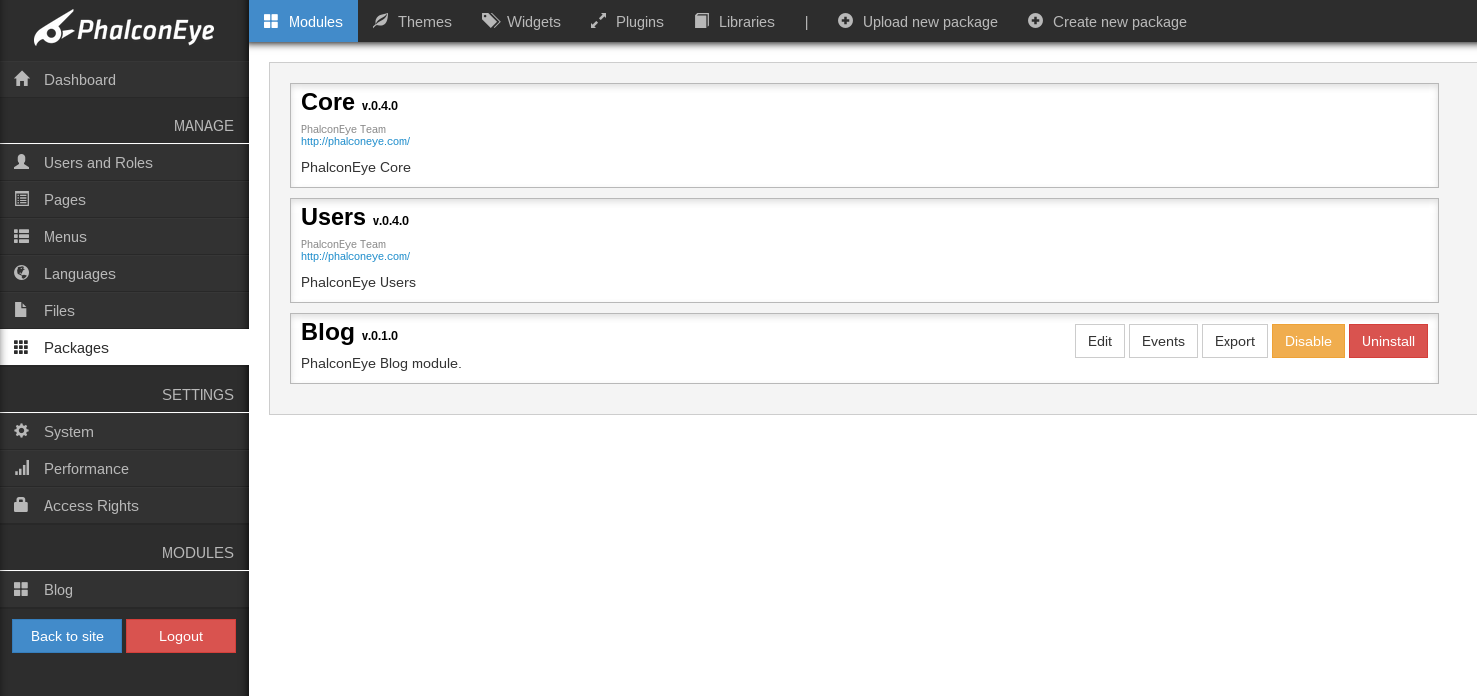 PhalconEye
Modules Themes Widgets Plugins Libraries | Upload new package Create new package
Dashboard
MANAGE
Users and Roles
Pages
Menus
Languages
Files
Packages
SETTINGS
System
Performance
Access Rights
MODULES
Blog
Back to site Logout
Core v.0.4.0
PhalconEye Team
http://phalconeye.com/
PhalconEye Core
Users v.0.4.0
PhalconEye Team
http://phalconeye.com/
PhalconEye Users
Blog v.0.1.0
Edit Events Export Disable Uninstall
PhalconEye Blog module.